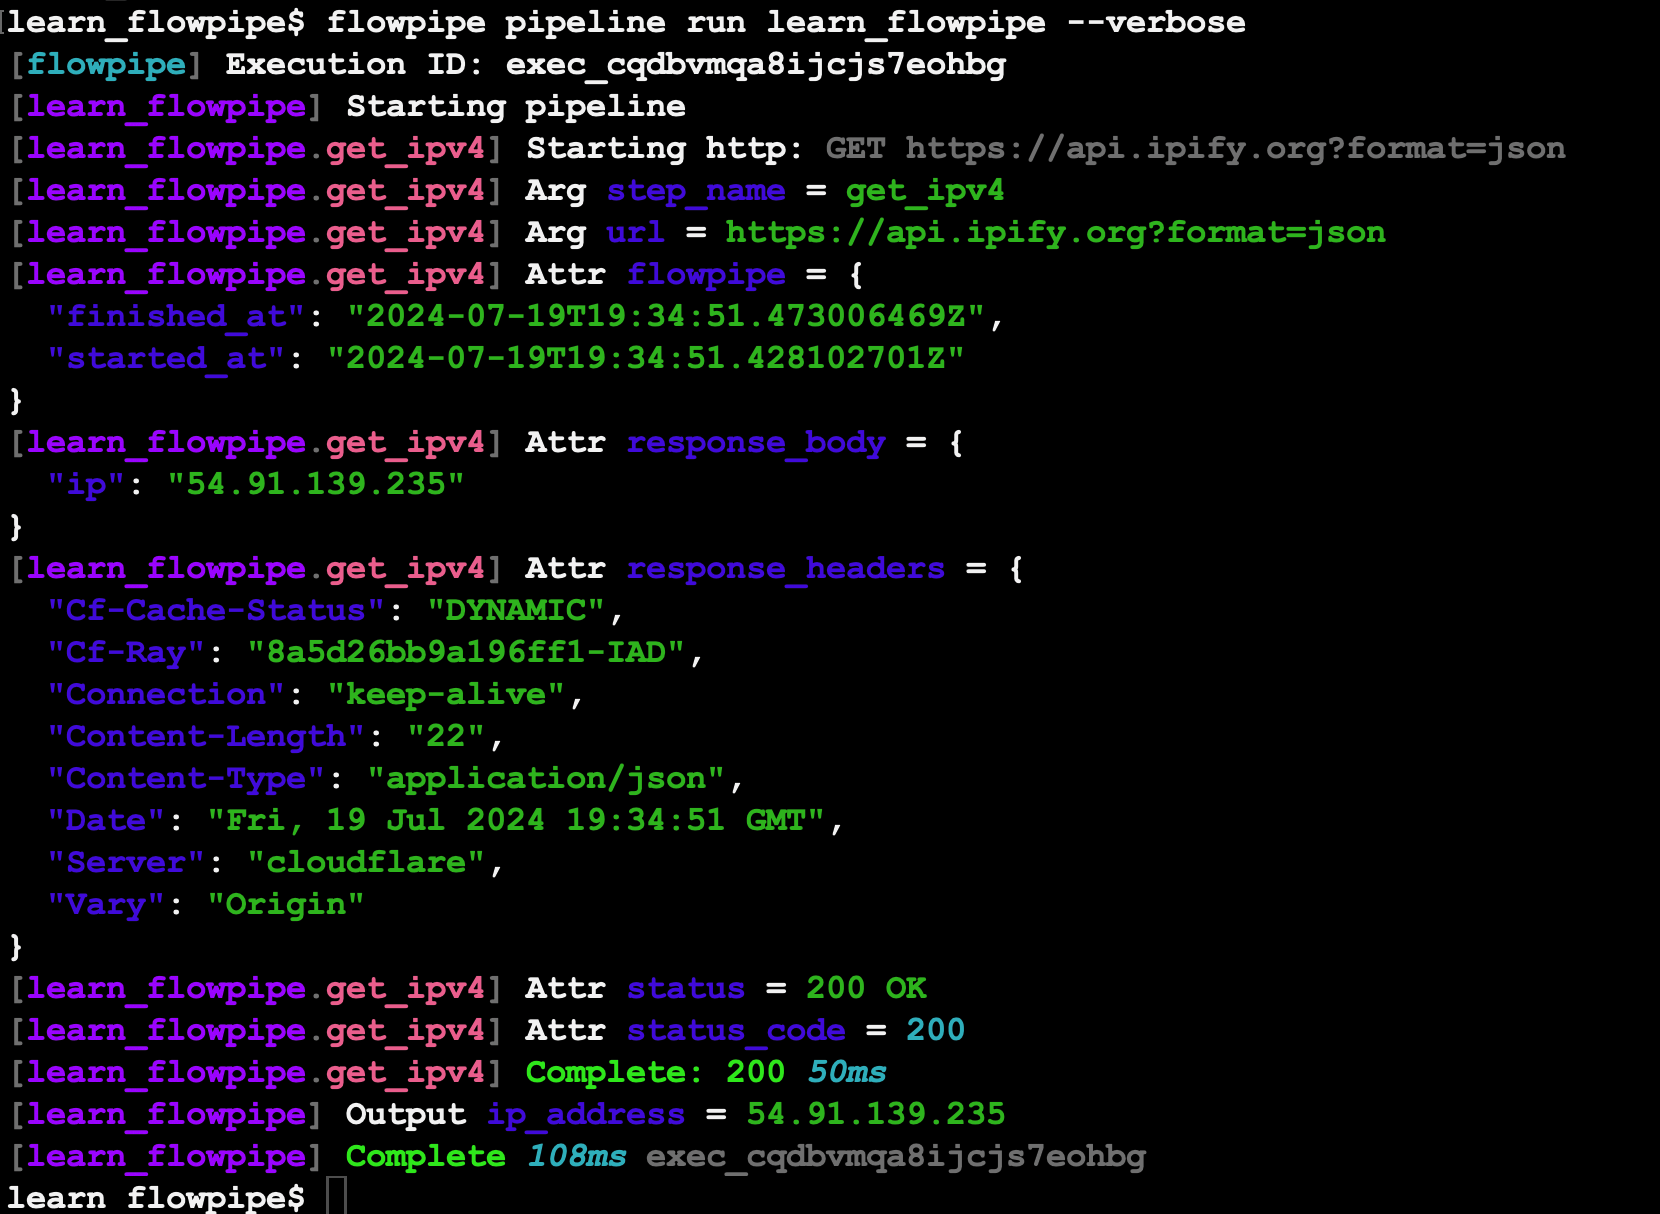 learn_flowpipe$ flowpipe pipeline run learn_flowpipe --verbose
[flowpipe] Execution ID: exec_cqdbvmqa8ijcjs7eohbg
[learn_flowpipe] Starting pipeline
[learn_flowpipe.get_ipv4] Starting http: GET https://api.ipify.org?format=json
[learn_flowpipe.get_ipv4] Arg step_name = get_ipv4
[learn_flowpipe.get_ipv4] Arg url = https://api.ipify.org?format=json
[learn_flowpipe.get_ipv4] Attr flowpipe = {
  "finished_at": "2024-07-19T19:34:51.473006469Z",
  "started_at": "2024-07-19T19:34:51.428102701Z"
}
[learn_flowpipe.get_ipv4] Attr response_body = {
  "ip": "54.91.139.235"
}
[learn_flowpipe.get_ipv4] Attr response_headers = {
  "Cf-Cache-Status": "DYNAMIC",
  "Cf-Ray": "8a5d26bb9a196ff1-IAD",
  "Connection": "keep-alive",
  "Content-Length": "22",
  "Content-Type": "application/json",
  "Date": "Fri, 19 Jul 2024 19:34:51 GMT",
  "Server": "cloudflare",
  "Vary": "Origin"
}
[learn_flowpipe.get_ipv4] Attr status = 200 OK
[learn_flowpipe.get_ipv4] Attr status_code = 200
[learn_flowpipe.get_ipv4] Complete: 200 50ms
[learn_flowpipe] Output ip_address = 54.91.139.235
[learn_flowpipe] Complete 108ms exec_cqdbvmqa8ijcjs7eohbg
learn flowpipe$